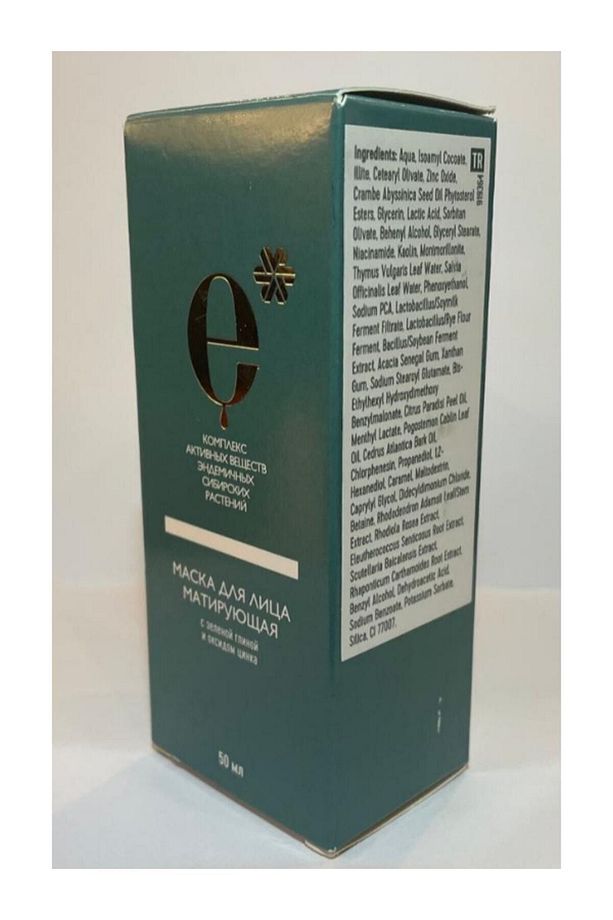 e*
КОМПЛЕКС
АКТИВНЫХ ВЕЩЕСТВ
ЭНДЕМИЧНЫХ
СИБИРСКИХ
РАСТЕНИЙ
МАСКА ДЛЯ ЛИЦА
МАТИРУЮЩАЯ
с зеленой глиной
и оксидом цинка
50 мл
Ingredients: Aqua, Isoamyl Cocoate,
Illite, Cetearyl Olivate, Zinc Oxide,
Crambe Abyssinica Seed Oil Phytosterol
Esters, Glycerin, Lactic Acid, Sorbitan
Olivate, Behenyl Alcohol, Glyceryl Stearate,
Niacinamide, Kaolin, Montmorillonite,
Thymus Vulgaris Leaf Water, Salvia
Officinalis Leaf Water, Phenoxyethanol,
Sodium PCA, Lactobacillus/Soymilk
Ferment Filtrate, Lactobacillus/Rye Flour
Ferment, Bacillus/Soybean Ferment
Extract, Acacia Senegal Gum, Xanthan
Gum, Sodium Stearoyl Glutamate, Bis-
Ethylhexyl Hydroxydimethoxy
Benzylmalonate, Citrus Paradisi Peel Oil,
Menthyl Lactate, Pogostemon Cablin Leaf
Oil, Cedrus Atlantica Bark Oil,
Chlorphenesin, Propanediol, 1,2-
Hexanediol, Caramel, Maltodextrin,
Caprylyl Glycol, Didecyldimonium Chloride,
Betaine, Rhododendron Adamsii Leaf/Stem
Extract, Rhodiola Rosea Extract,
Eleutherococcus Senticosus Root Extract,
Scutellaria Baicalensis Extract,
Rhaponticum Carthamoides Root Extract,
Benzyl Alcohol, Dehydroacetic Acid,
Sodium Benzoate, Potassium Sorbate,
Silica, CI 77007.
TR
919364